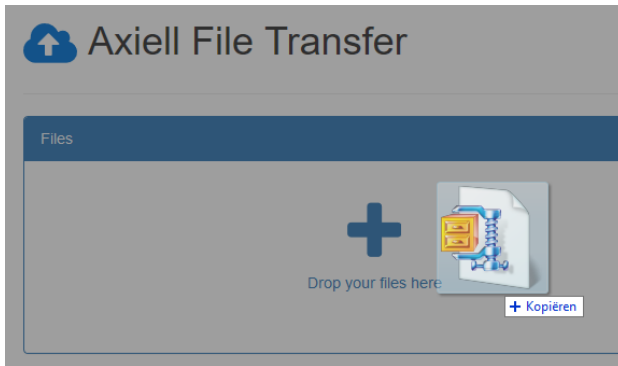 Axiell File Transfer
Files
Drop your files here
+ Kopiëren